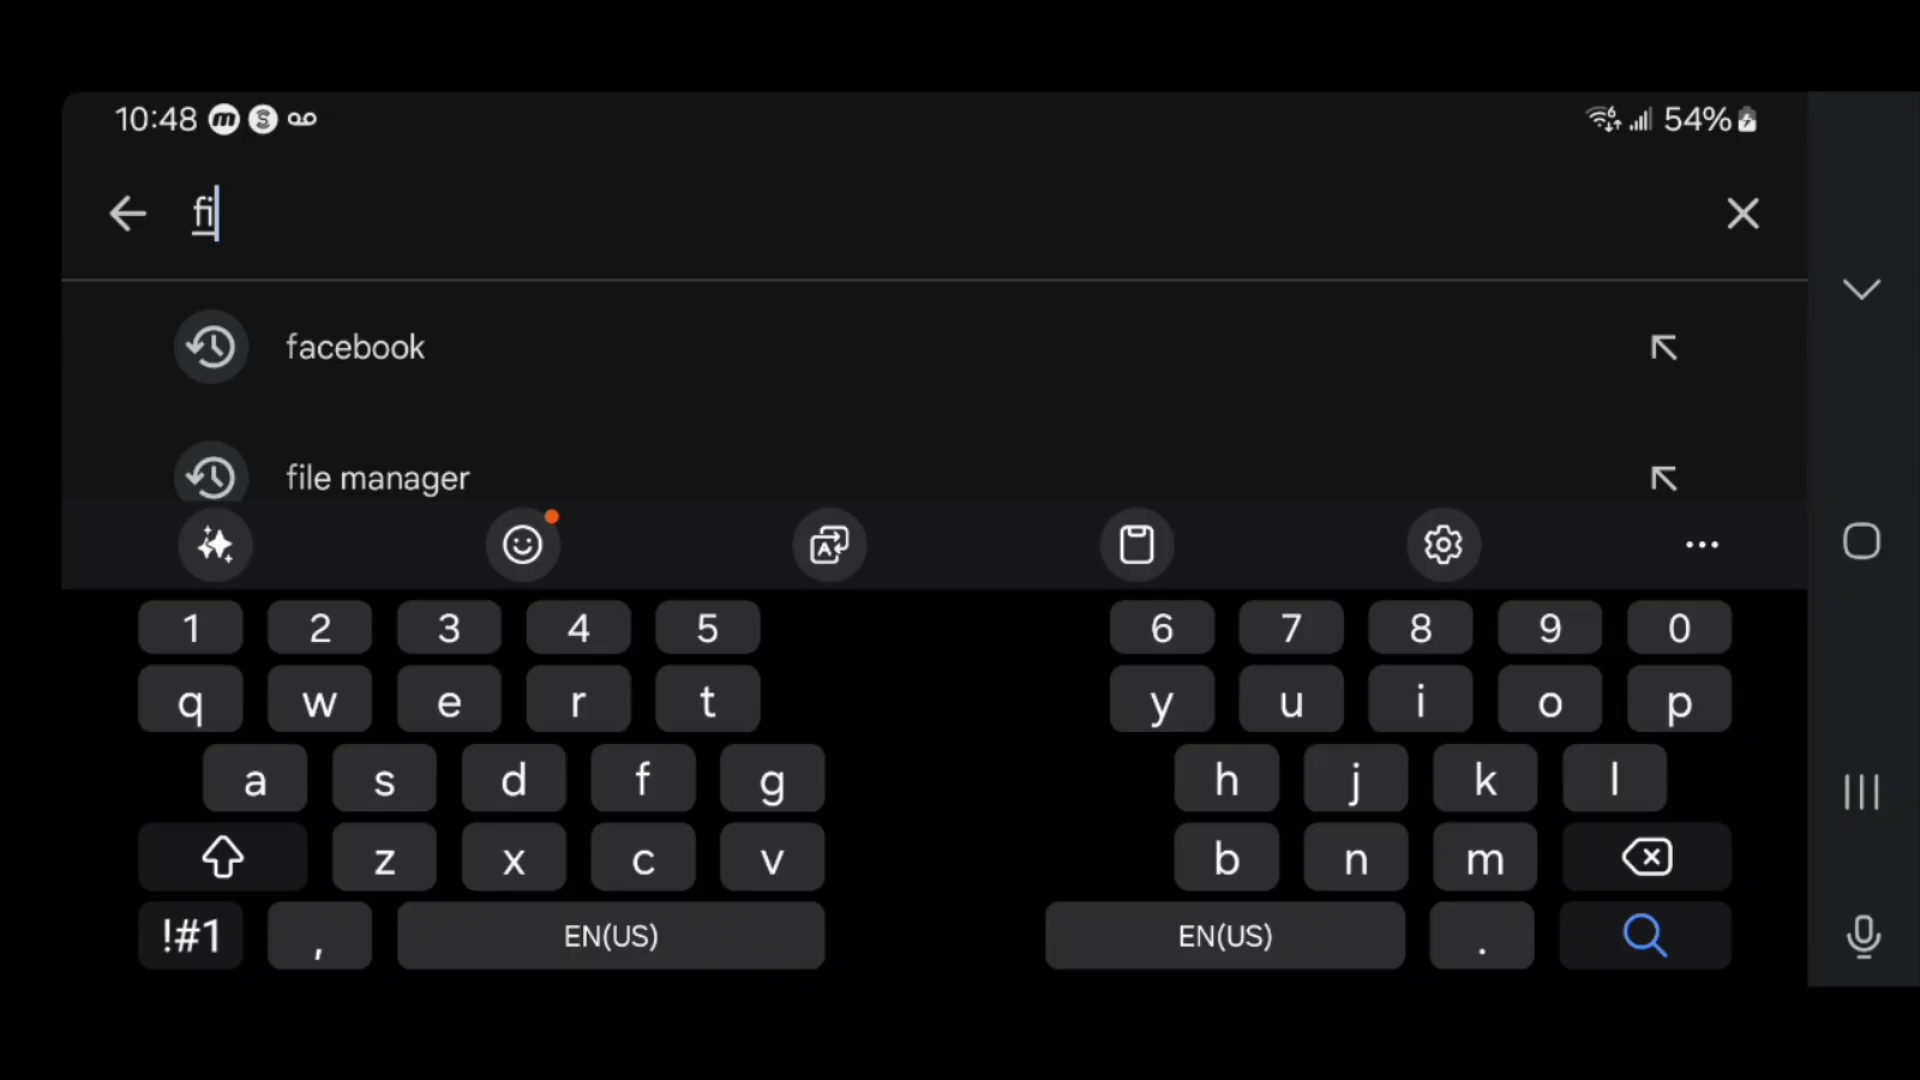 10:48 54%
fi
facebook
file manager
1 2 3 4 5 6 7 8 9 0
q w e r t y u i o p
a s d f g h j k l
z x c v b n m
!#1 , EN(US) EN(US) .